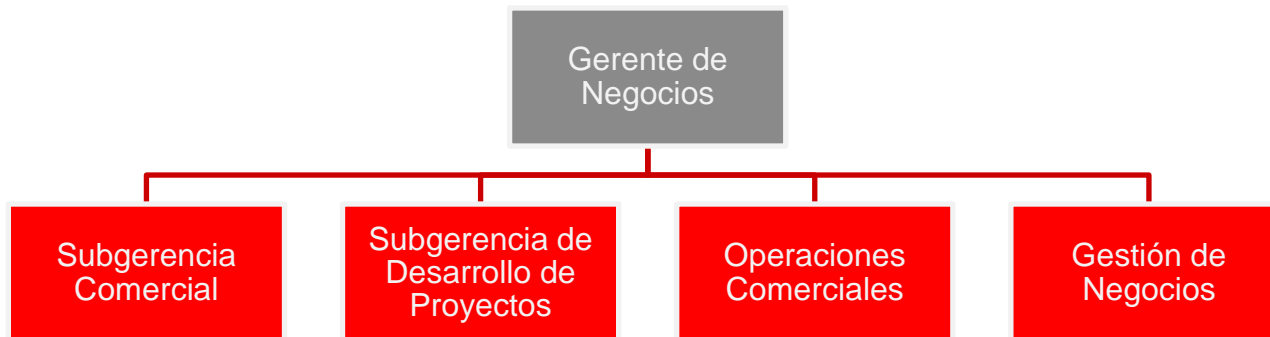 Gerente de
Negocios
Subgerencia
Comercial
Subgerencia de
Desarrollo de
Proyectos
Operaciones
Comerciales
Gestión de
Negocios